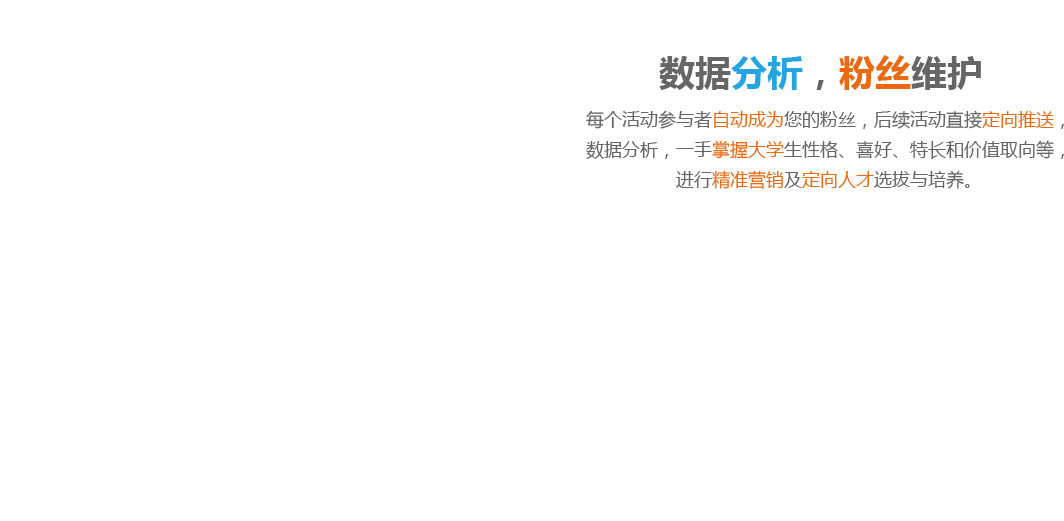 数据分析，粉丝维护
每个活动参与者自动成为您的粉丝，后续活动直接定向推送，
数据分析，一手掌握大学生性格、喜好、特长和价值取向等，
进行精准营销及定向人才选拔与培养。